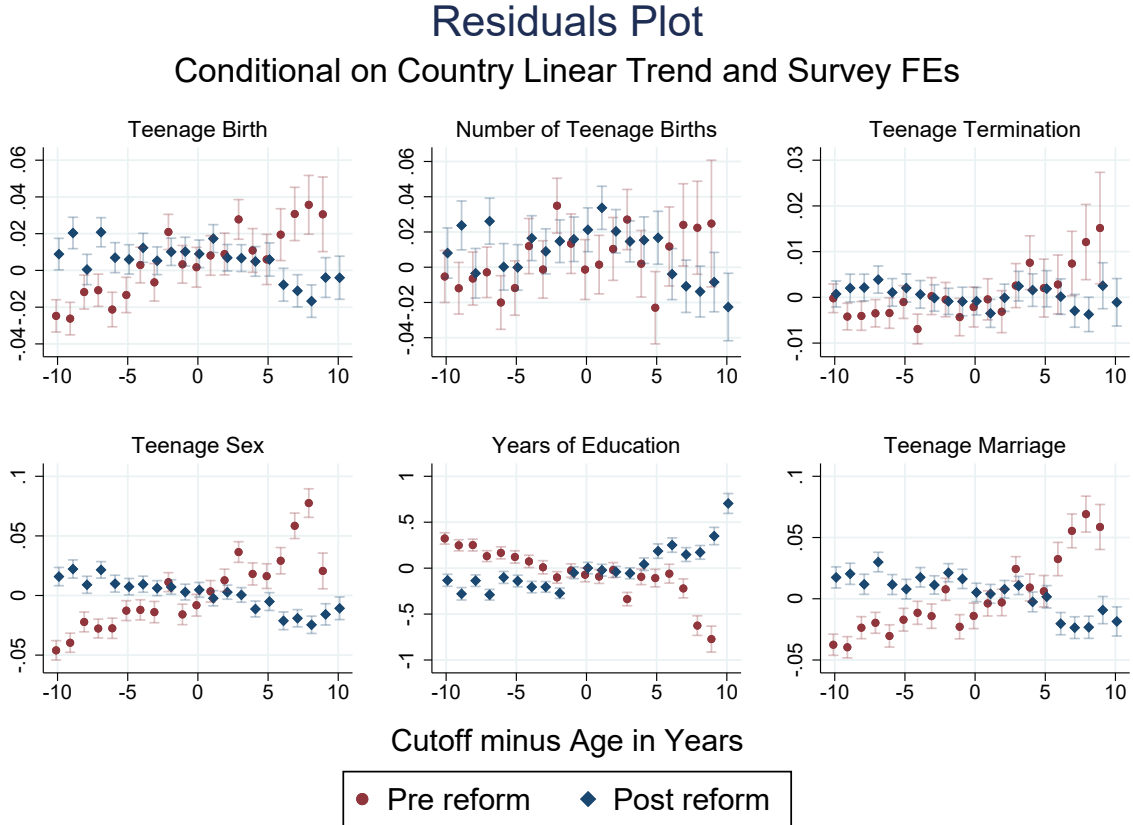 Residuals Plot
Conditional on Country Linear Trend and Survey FEs
Teenage Birth
.06
.04
.02
0
-.02
-.04
-10 -5 0 5 10
Number of Teenage Births
.06
.04
.02
0
-.02
-.04
-10 -5 0 5 10
Teenage Termination
.03
.02
.01
0
-.01
-10 -5 0 5 10
Teenage Sex
.1
.05
0
-.05
-10 -5 0 5 10
Years of Education
1
.5
0
-.5
-1
-10 -5 0 5 10
Teenage Marriage
.1
.05
0
-.05
-10 -5 0 5 10
Cutoff minus Age in Years
Pre reform Post reform